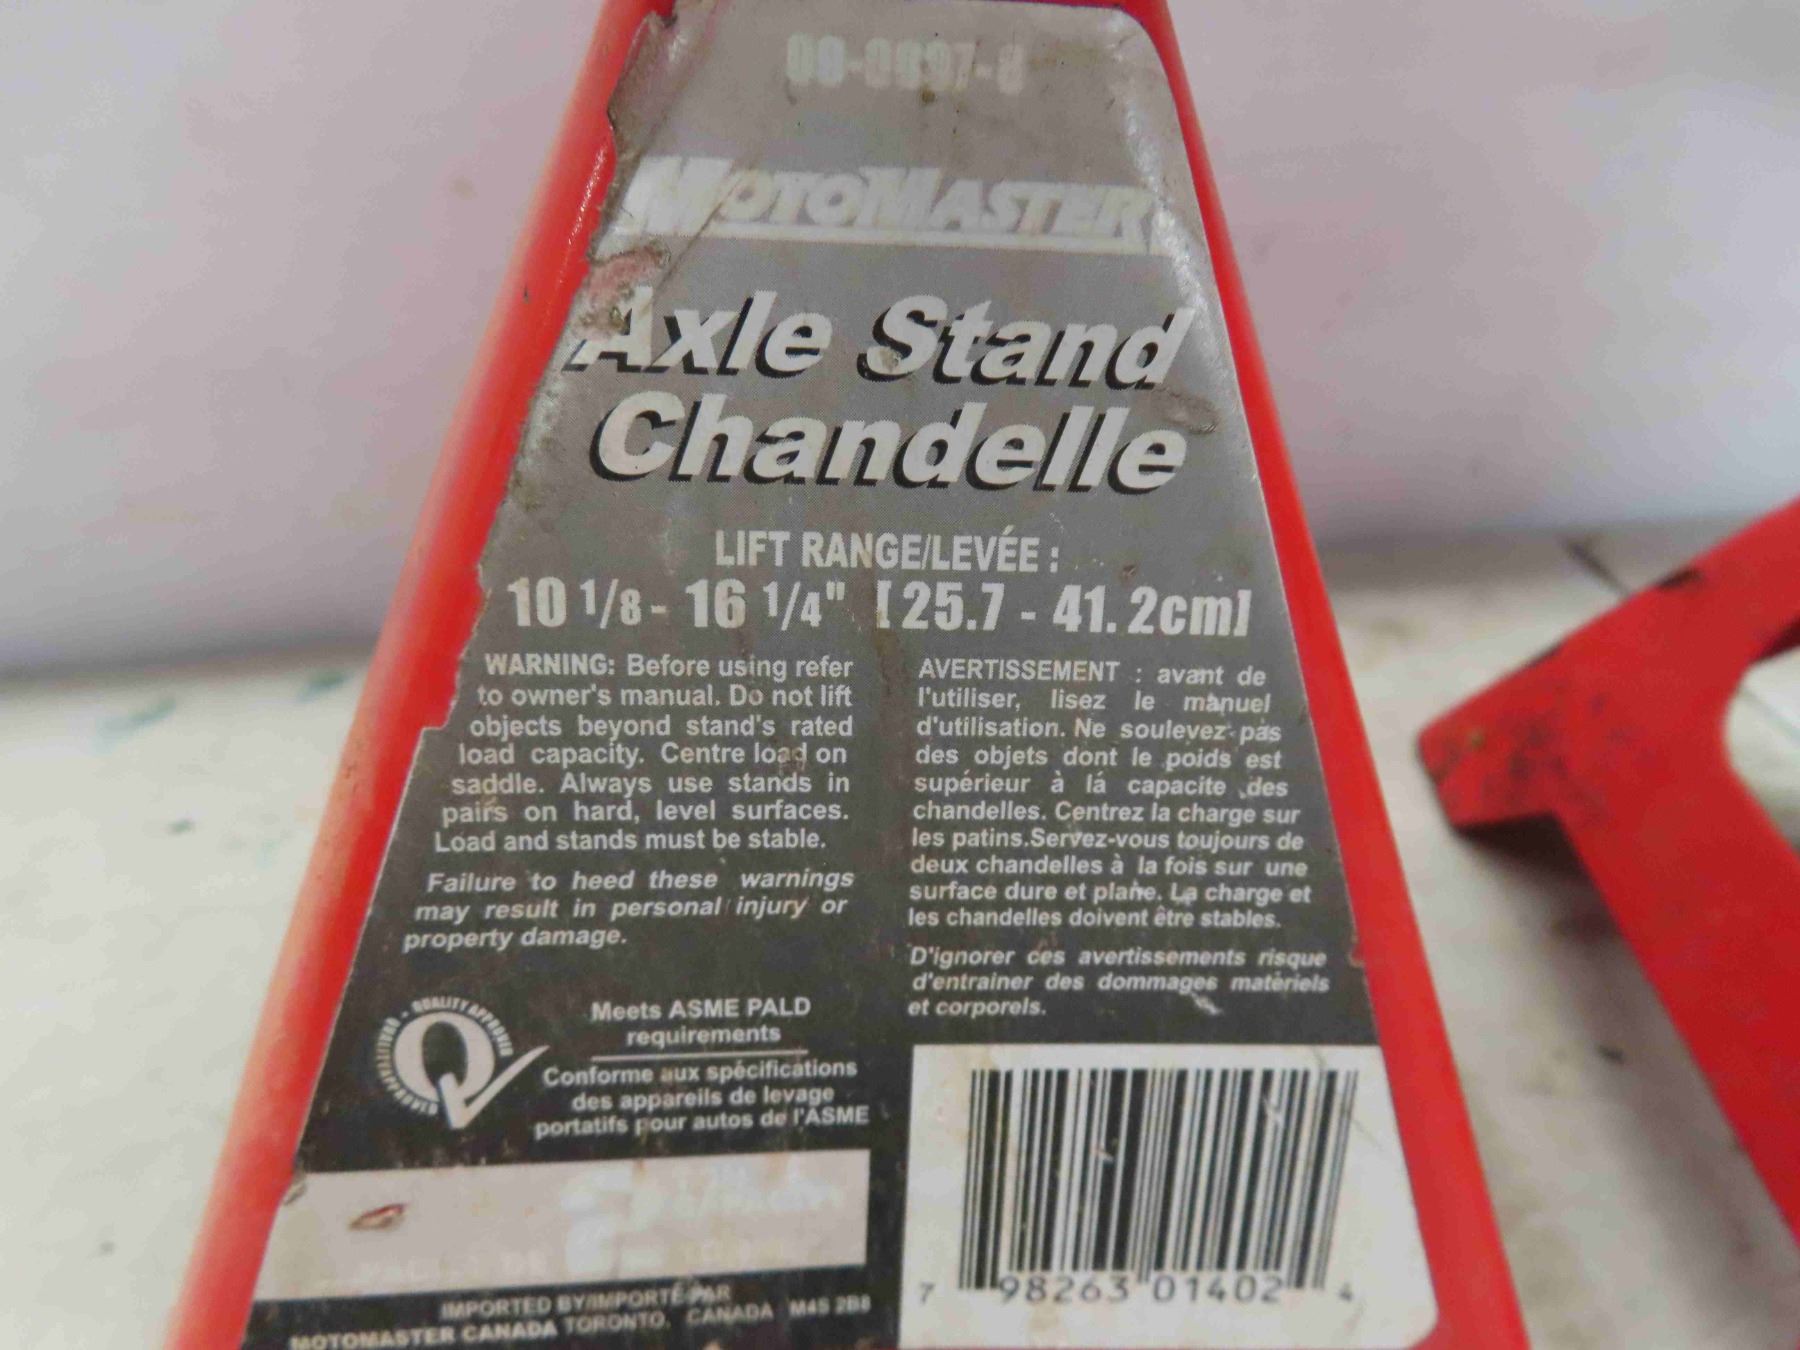 MOTOMASTER
Axle Stand
Chandelle
LIFT RANGE/LEVÉE :
10 1/8 - 16 1/4" [25.7 - 41.2cm]
WARNING: Before using refer
to owner's manual. Do not lift
objects beyond stand's rated
load capacity. Centre load on
saddle. Always use stands in
pairs on hard, level surfaces.
Load and stands must be stable.
Failure to heed these warnings
may result in personal injury or
property damage.
AVERTISSEMENT : avant de
l'utiliser, lisez le manuel
d'utilisation. Ne soulevez pas
des objets dont le poids est
supérieur à lá capacite des
chandelles. Centrez la charge sur
les patins.Servez-vous toujours de
deux chandelles à la fois sur une
surface dure et plane. La charge et
les chandelles doivent être stables.
D'ignorer ces avertissements risque
d'entrainer des dommages matériels
et corporels.
QUALITY APPROVED
Q
Meets ASME PALD
requirements
Conforme aux spécifications
des appareils de levage
portatifs pour autos de l'ASME
IMPORTED BY/IMPORTÉ PAR
MOTOMASTER CANADA TORONTO, CANADA M4S 2B8
7 98263 01402 4